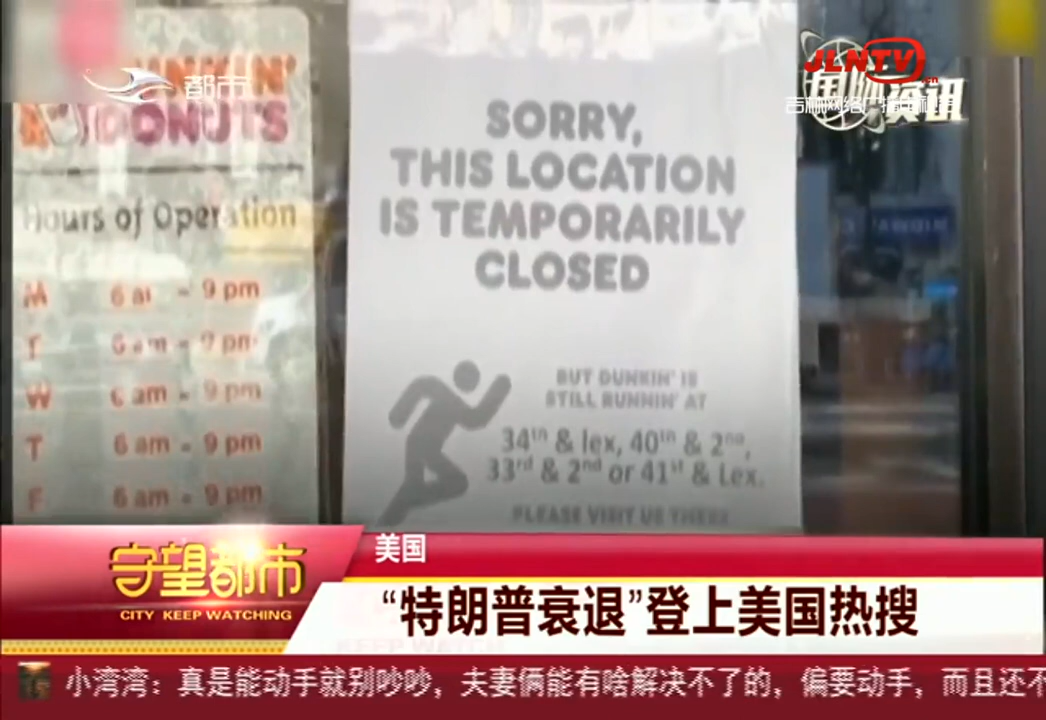 DUNKIN'
DONUTS
都市
Hours of Operation
M 6 am - 9 pm
T 6 am - 9 pm
W 6 am - 9 pm
T 6 am - 9 pm
F 6 am - 9 pm
SORRY,
THIS LOCATION
IS TEMPORARILY
CLOSED
BUT DUNKIN' IS
STILL RUNNIN' AT
34th & lex, 40th & 2nd,
33rd & 2nd or 41st & Lex.
PLEASE VISIT US THERE
JLNTV.cn
国际资讯
守望都市
CITY KEEP WATCHING
美国
“特朗普衰退”登上美国热搜
小湾湾：真是能动手就别吵吵，夫妻俩能有啥解决不了的，偏要动手，而且还不